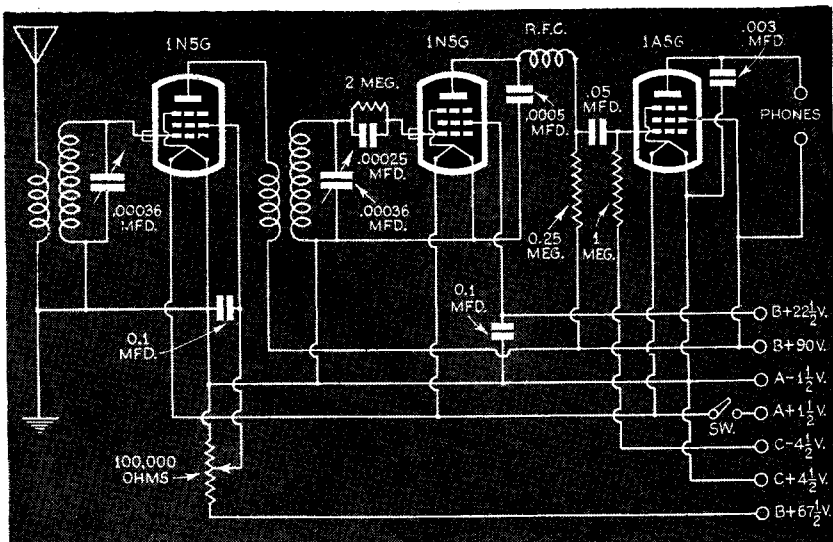 1N5G
1N5G
R.F.C.
1A5G
.003
MFD.
2 MEG.
.05
MFD.
PHONES
.0005
MFD.
.00025
MFD.
.00036
MFD.
.00036
MFD.
0.25
MEG.
1
MEG.
0.1
MFD.
0.1
MFD.
B+22½V.
B+90V.
A-1½V.
A+1½V.
SW.
C-4½V.
C+4½V.
B+67½V.
100,000
OHMS